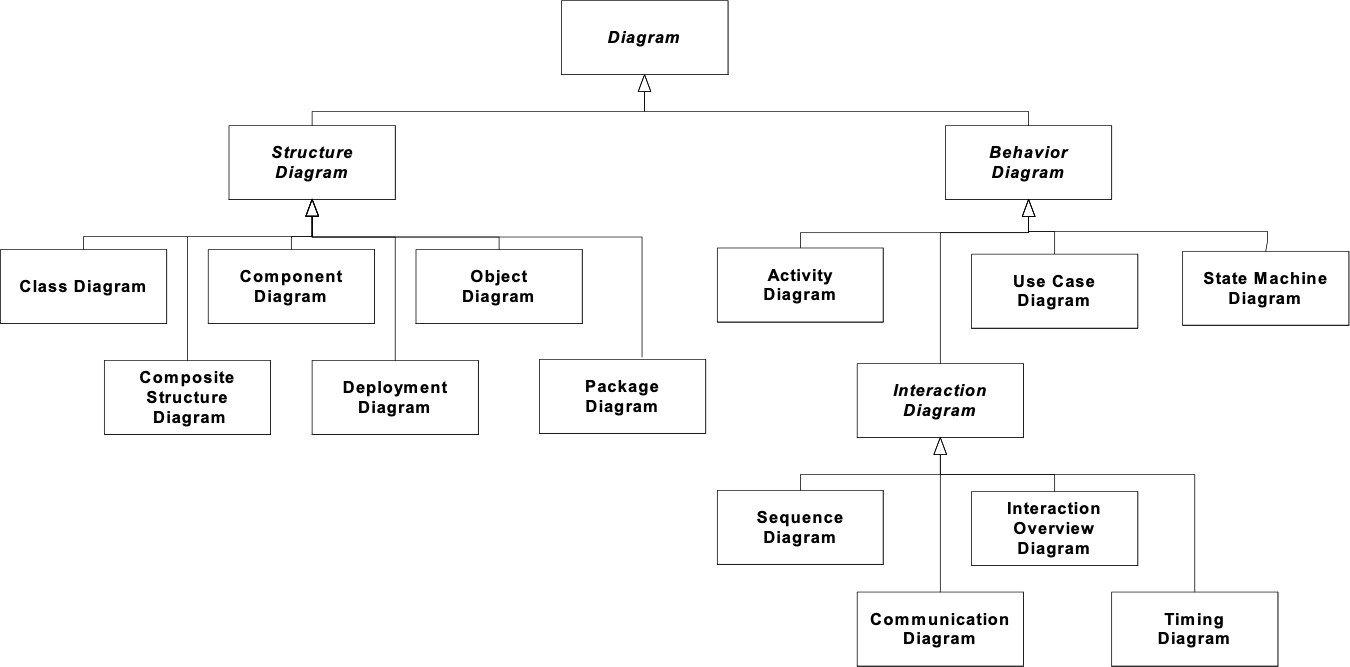 Diagram
Structure
Diagram
Behavior
Diagram
Class Diagram
Component
Diagram
Object
Diagram
Activity
Diagram
Use Case
Diagram
State Machine
Diagram
Composite
Structure
Diagram
Deployment
Diagram
Package
Diagram
Interaction
Diagram
Sequence
Diagram
Interaction
Overview
Diagram
Communication
Diagram
Timing
Diagram